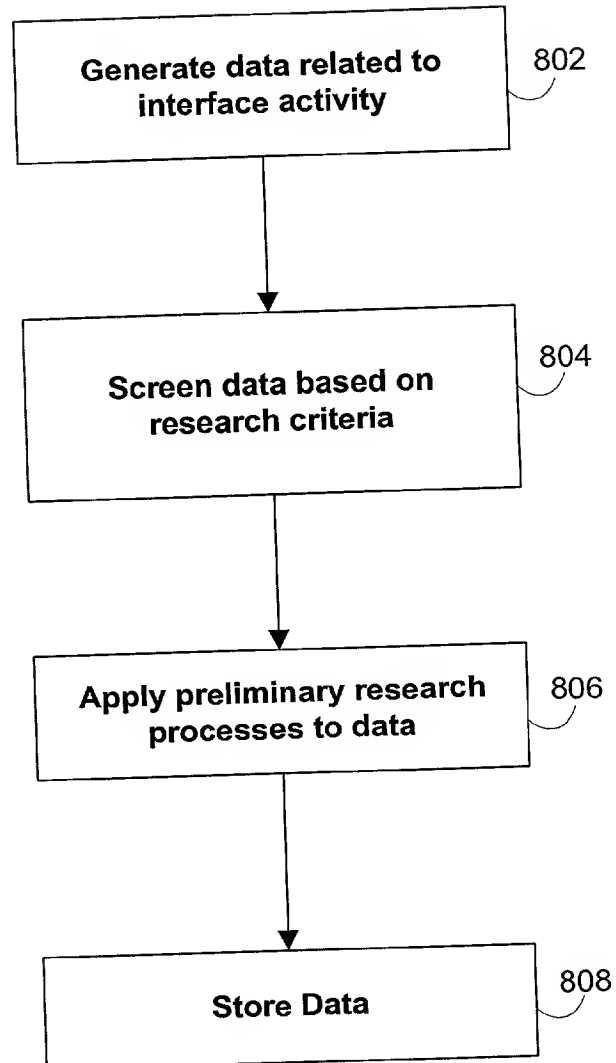 Generate data related to
interface activity
802
Screen data based on
research criteria
804
Apply preliminary research
processes to data
806
Store Data
808